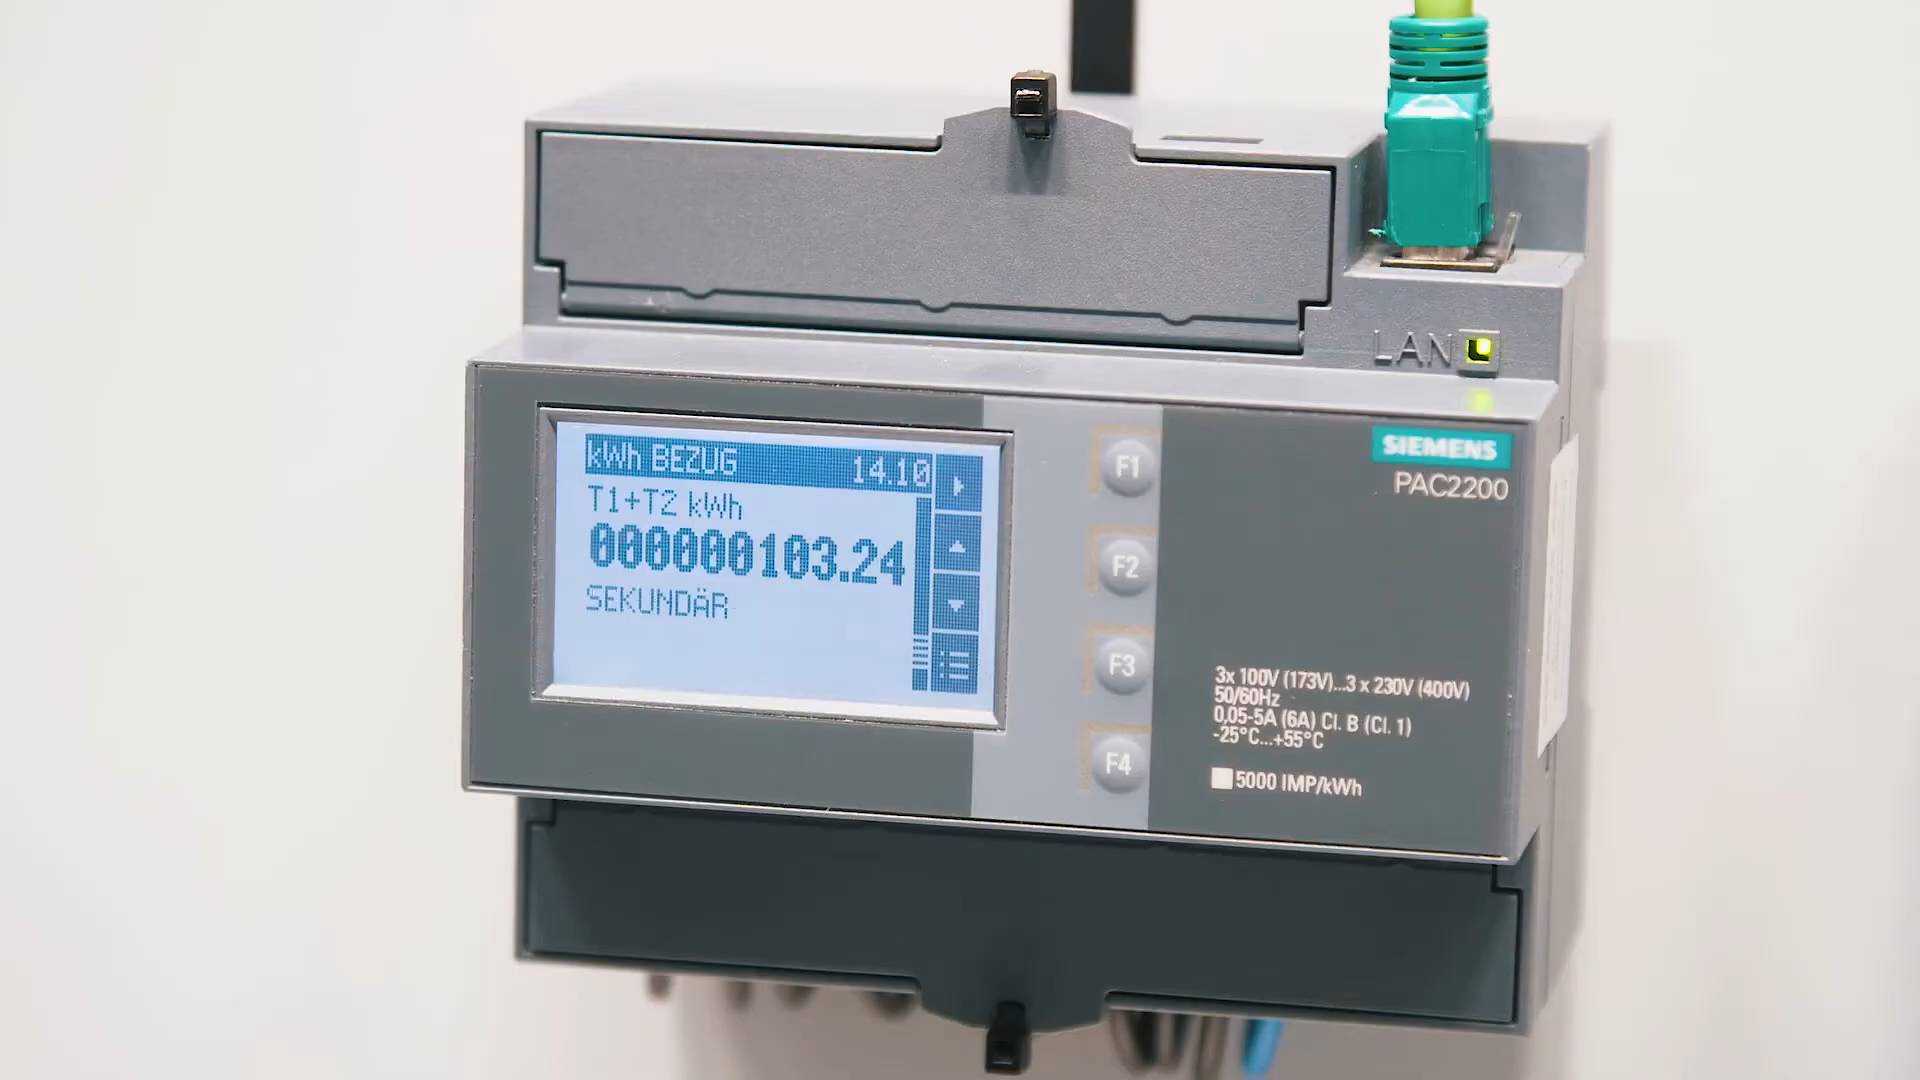 LAN
SIEMENS
PAC2200
kWh BEZUG 14.10
T1+T2 kWh
000000103.24
SEKUNDÄR
F1
F2
F3
F4
3x 100V (173V)...3 x 230V (400V)
50/60Hz
0,05-5A (6A) Cl. B (Cl. 1)
-25°C...+55°C
5000 IMP/kWh